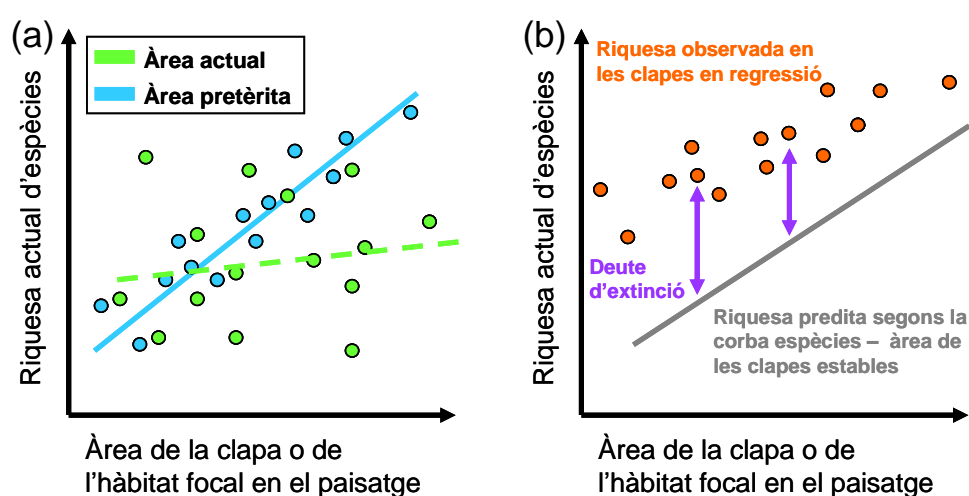 (a)
Àrea actual
Àrea pretèrita
Riquesa actual d'espècies
Àrea de la clapa o de
l'hàbitat focal en el paisatge
(b)
Riquesa observada en
les clapes en regressió
Deute
d'extinció
Riquesa predita segons la
corba espècies – àrea de
les clapes estables
Riquesa actual d'espècies
Àrea de la clapa o de
l'hàbitat focal en el paisatge